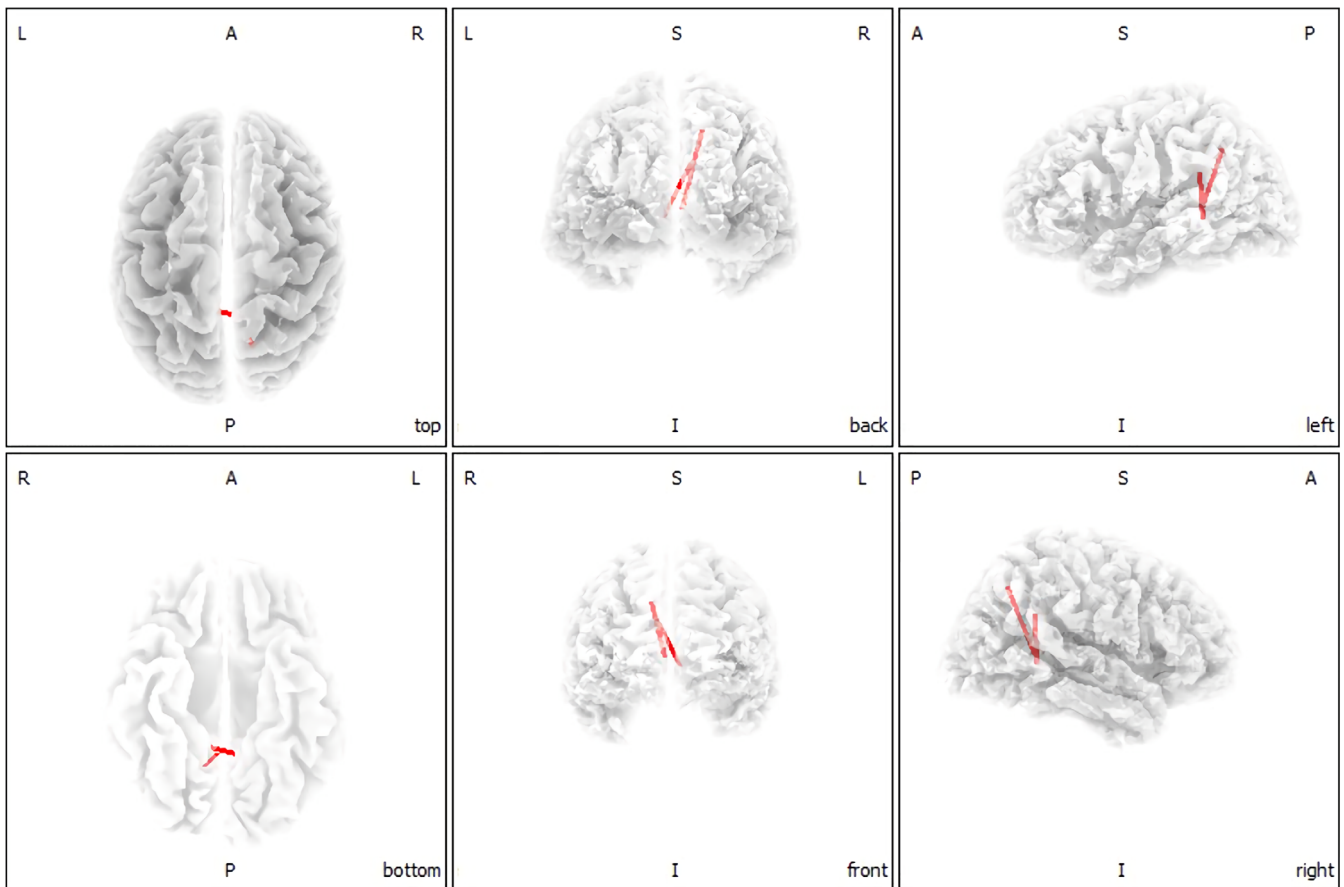 L A R
P top
L S R
I back
A S P
I left
R A L
P bottom
R S L
I front
P S A
I right